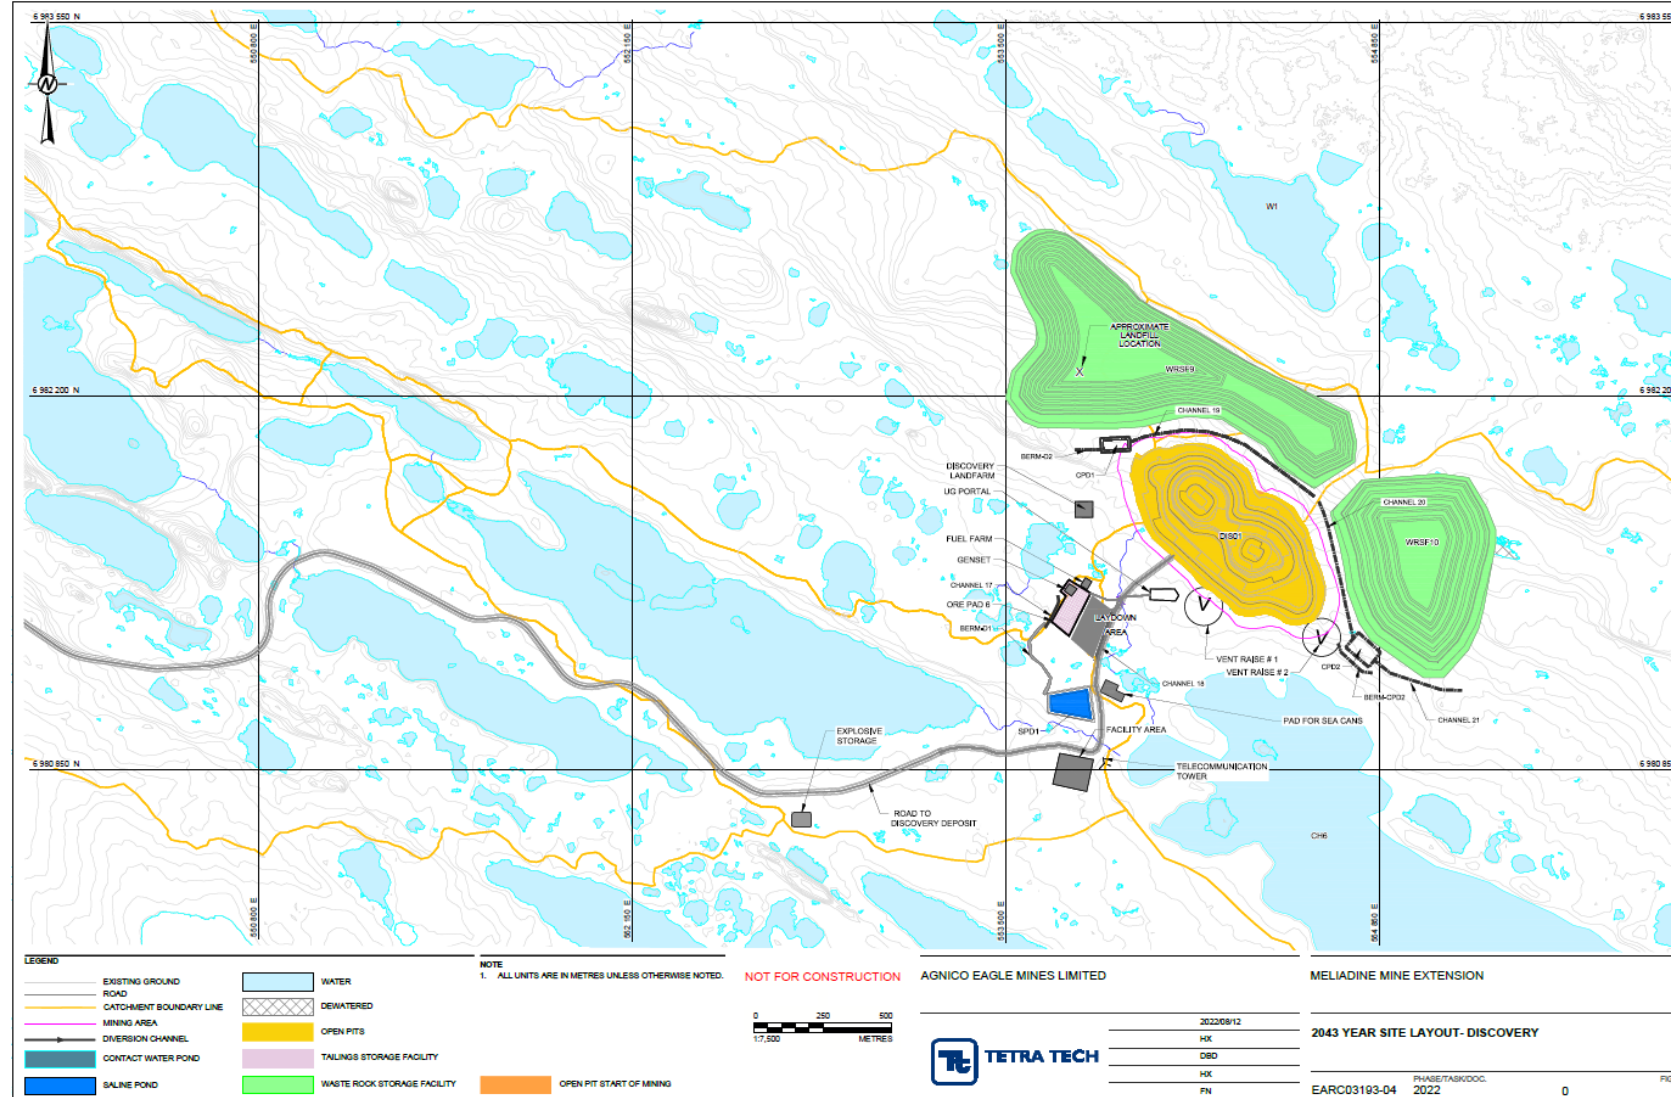 6 983 550 N
6 983 55
550 800 E
552 150 E
553 500 E
554 850 E
N
W1
APPROXIMATE
LANDFILL
LOCATION
X
WRSF9
6 982 200 N
6 982 20
CHANNEL 19
BERM-D2
CPD1
DISCOVERY
LANDFARM
UG PORTAL
CHANNEL 20
DIS01
WRSF10
FUEL FARM
GENSET
CHANNEL 17
ORE PAD 6
BERM-D1
LAYDOWN
AREA
V
V
VENT RAISE # 1
VENT RAISE # 2
CPD2
CHANNEL 18
BERM-CPD2
CHANNEL 21
PAD FOR SEA CANS
SPD1
FACILITY AREA
EXPLOSIVE
STORAGE
6 980 850 N
6 980 85
TELECOMMUNICATION
TOWER
ROAD TO
DISCOVERY DEPOSIT
CH6
550 800 E
552 150 E
553 500 E
554 850 E
LEGEND
EXISTING GROUND
ROAD
CATCHMENT BOUNDARY LINE
MINING AREA
DIVERSION CHANNEL
CONTACT WATER POND
SALINE POND
WATER
DEWATERED
OPEN PITS
TAILINGS STORAGE FACILITY
WASTE ROCK STORAGE FACILITY
OPEN PIT START OF MINING
NOTE
1. ALL UNITS ARE IN METRES UNLESS OTHERWISE NOTED.
NOT FOR CONSTRUCTION
0 250 500
1:7,500 METRES
AGNICO EAGLE MINES LIMITED
TETRA TECH
2022/08/12
HX
DBD
HX
FN
MELIADINE MINE EXTENSION
2043 YEAR SITE LAYOUT- DISCOVERY
EARC03193-04
PHASE/TASK/DOC.
2022
0
FIG